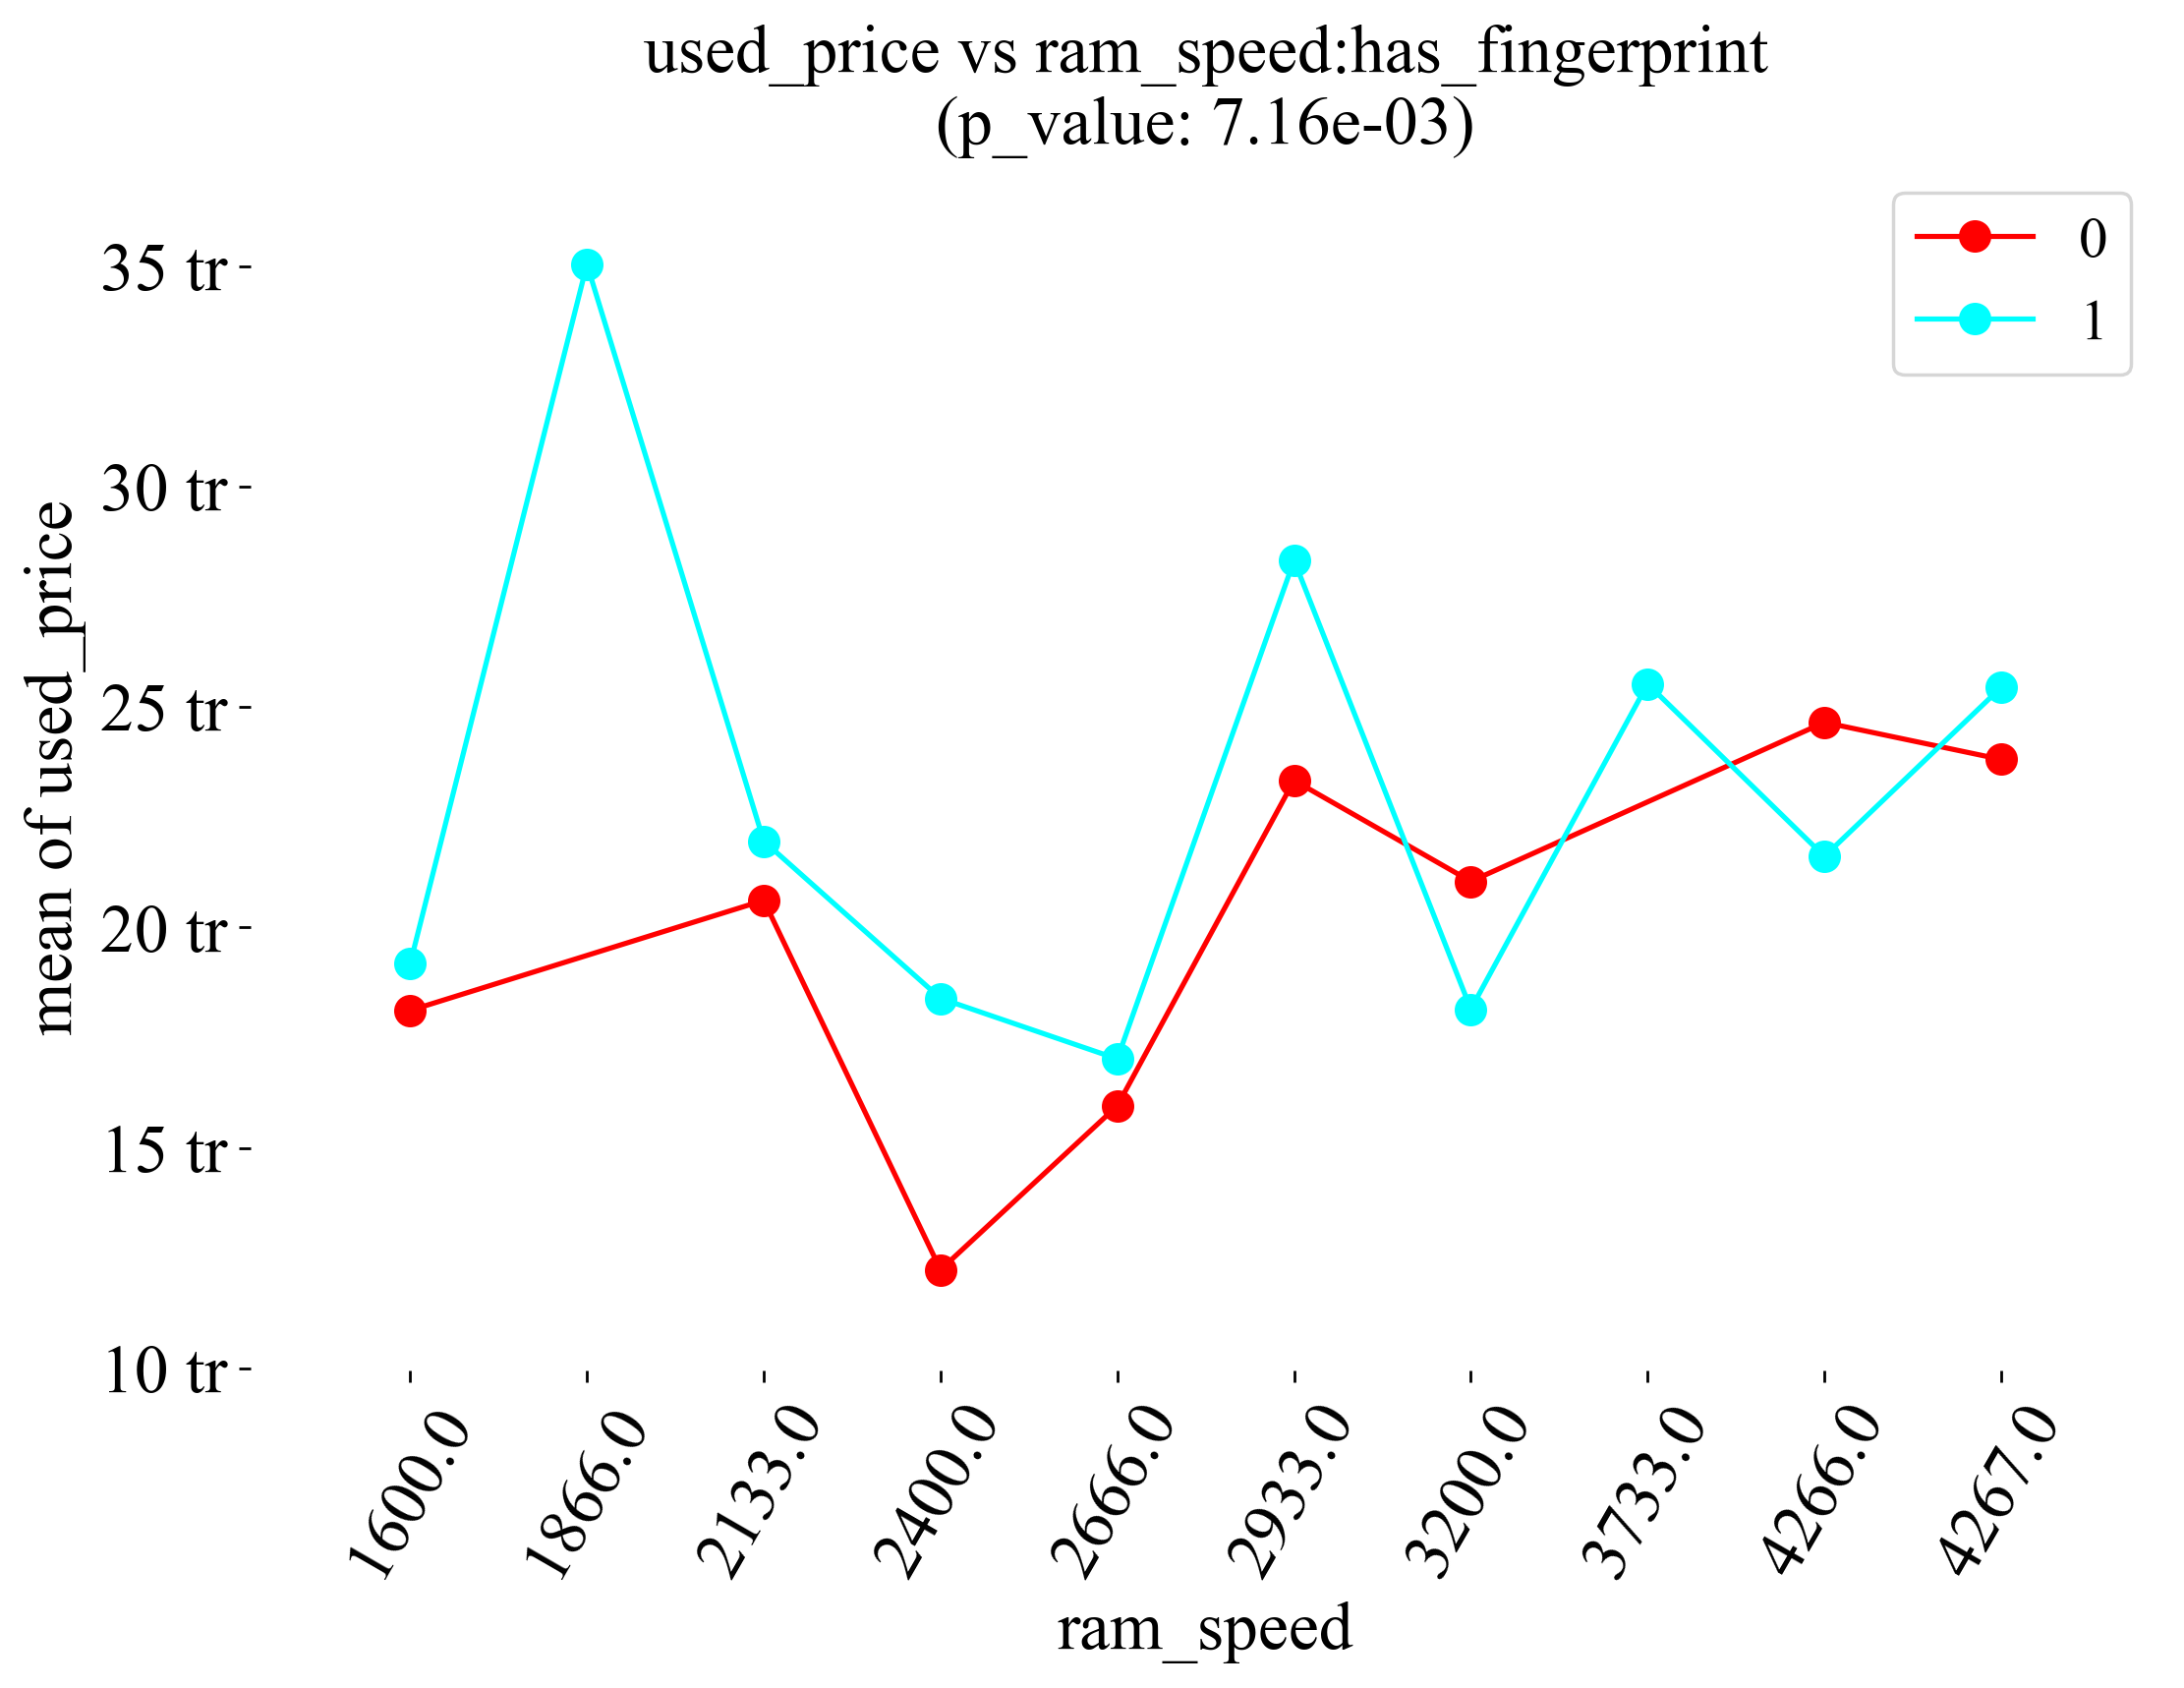 used_price vs ram_speed:has_fingerprint
(p_value: 7.16e-03)
0
1
35 tr
30 tr
25 tr
20 tr
15 tr
10 tr
mean of used_price
1600.0
1866.0
2133.0
2400.0
2666.0
2933.0
3200.0
3733.0
4266.0
4267.0
ram_speed